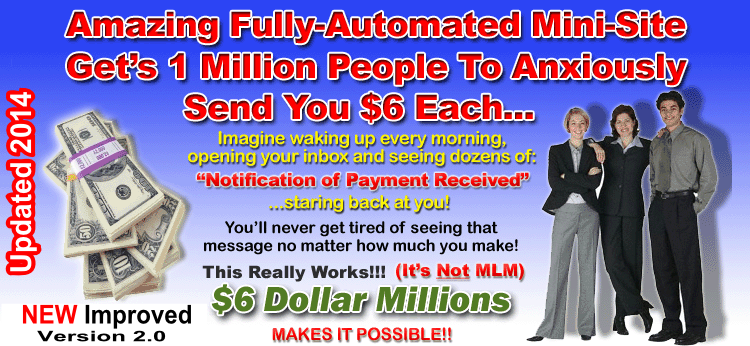 Amazing Fully-Automated Mini-Site
Get's 1 Million People To Anxiously
Send You $6 Each...
Imagine waking up every morning,
opening your inbox and seeing dozens of:
“Notification of Payment Received”
...staring back at you!
You'll never get tired of seeing that
message no matter how much you make!
This Really Works!!! (It's Not MLM)
$6 Dollar Millions
MAKES IT POSSIBLE!!
Updated 2014
NEW Improved
Version 2.0